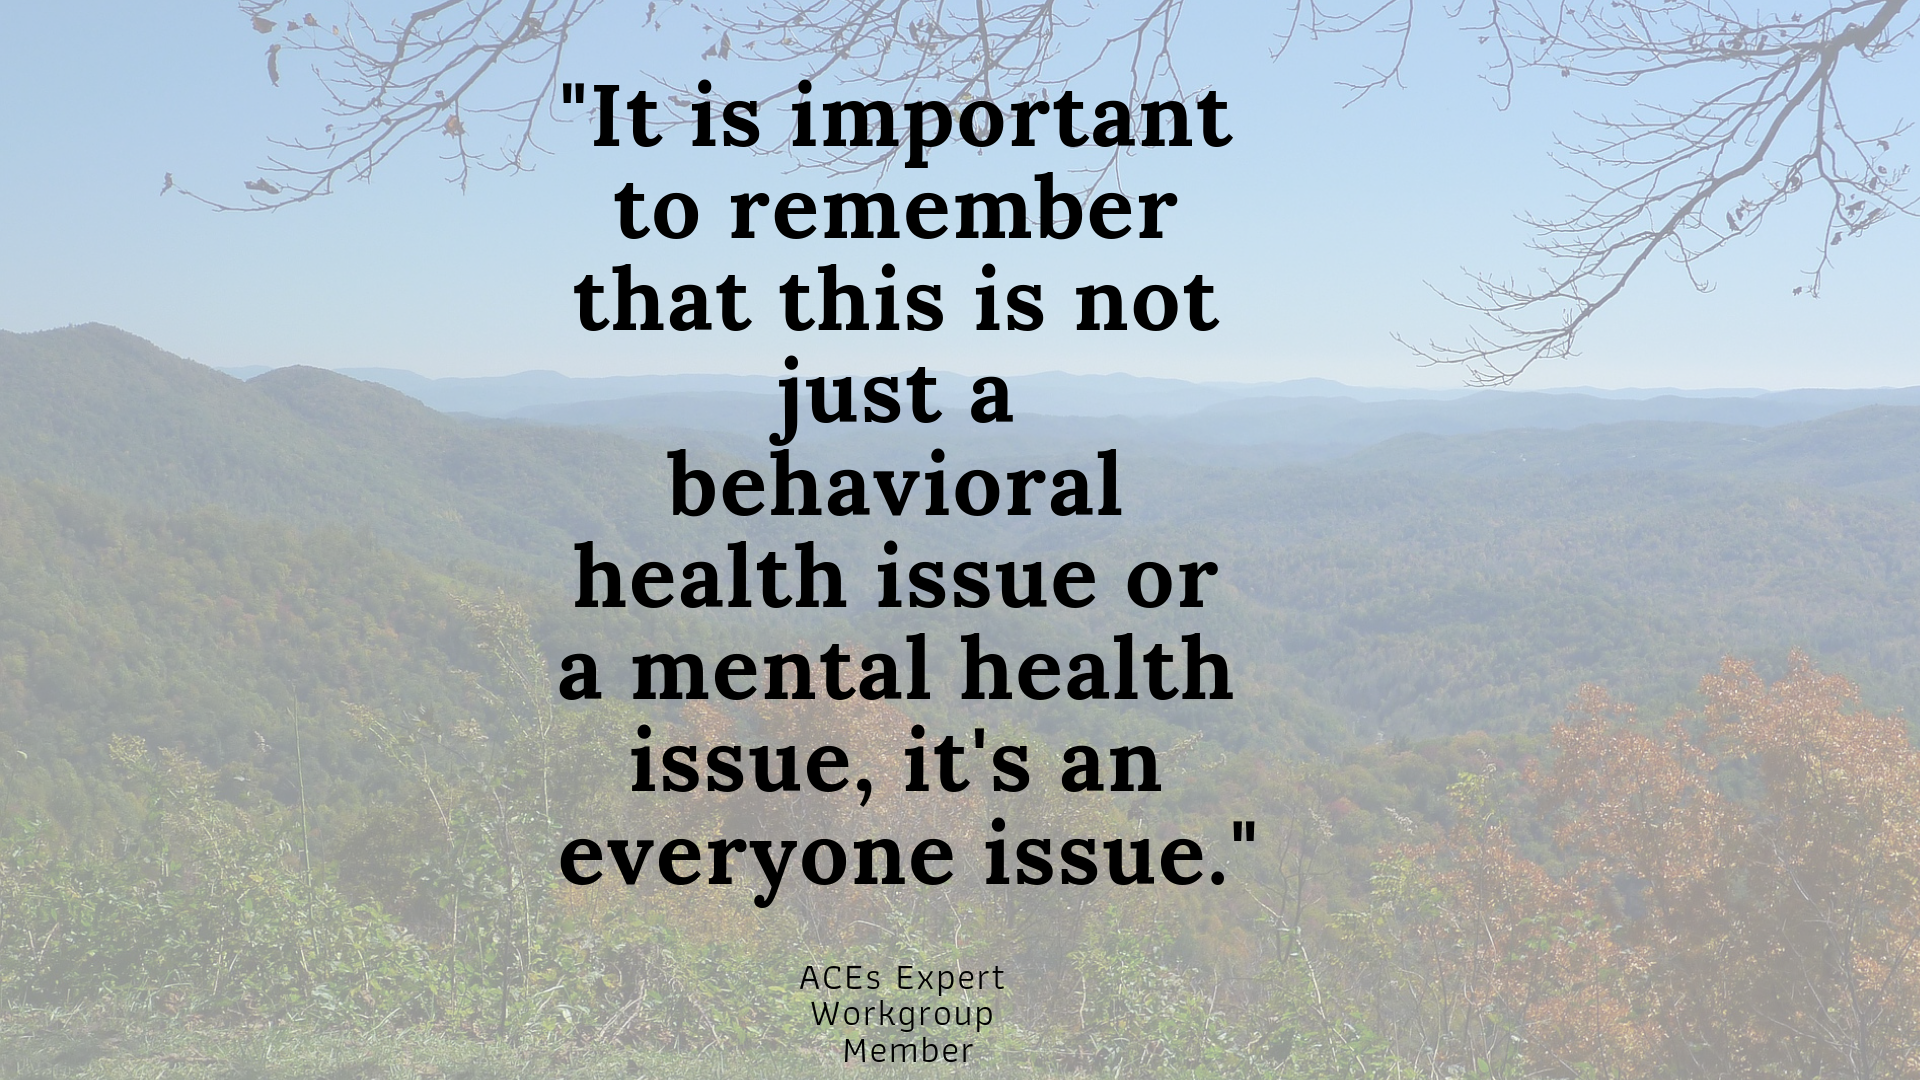 "It is important
to remember
that this is not
just a
behavioral
health issue or
a mental health
issue, it's an
everyone issue."
ACEs Expert
Workgroup
Member